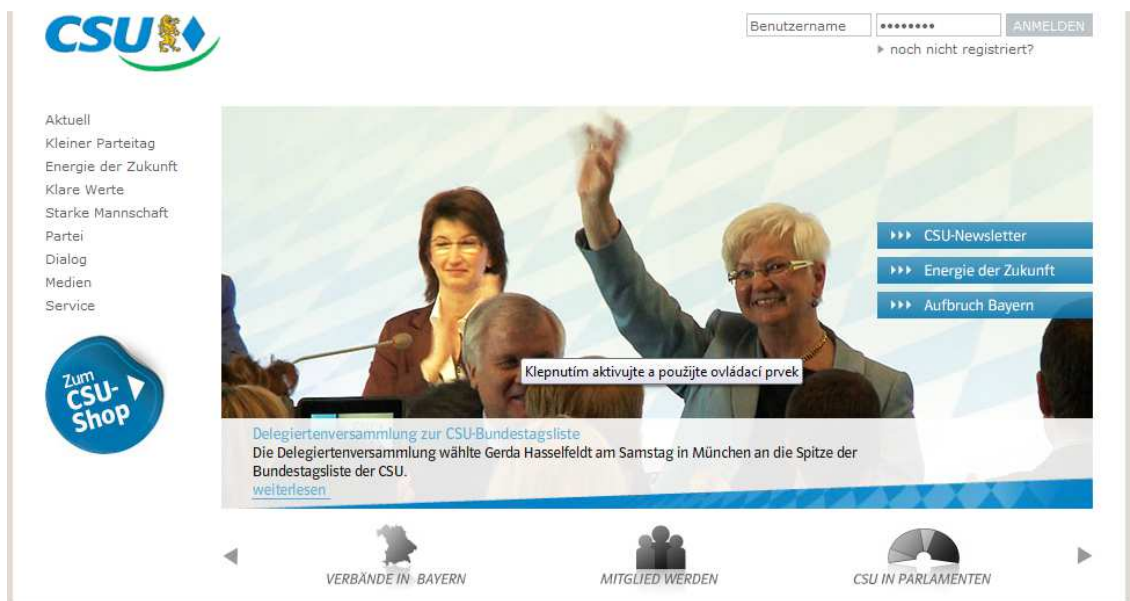 CSU
Benutzername
••••••••
ANMELDEN
noch nicht registriert?
Aktuell
Kleiner Parteitag
Energie der Zukunft
Klare Werte
Starke Mannschaft
Partei
Dialog
Medien
Service
Zum
CSU-
Shop
CSU-Newsletter
Energie der Zukunft
Aufbruch Bayern
Klepnutím aktivujte a použijte ovládací prvek
Delegiertenversammlung zur CSU-Bundestagsliste
Die Delegiertenversammlung wählte Gerda Hasselfeldt am Samstag in München an die Spitze der
Bundestagsliste der CSU.
weiterlesen
VERBÄNDE IN BAYERN
MITGLIED WERDEN
CSU IN PARLAMENTEN